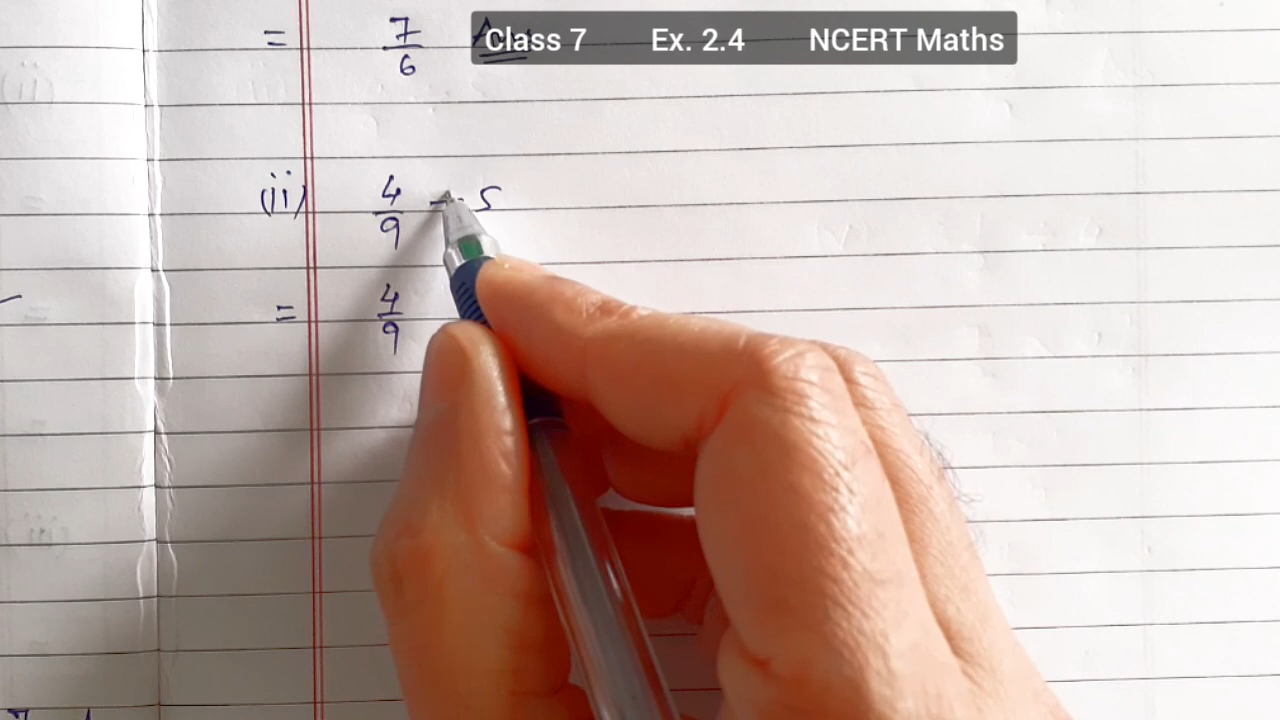 Class 7 Ex. 2.4 NCERT Maths
= 7/6
(ii) 4/9 ÷ 5
= 4/9